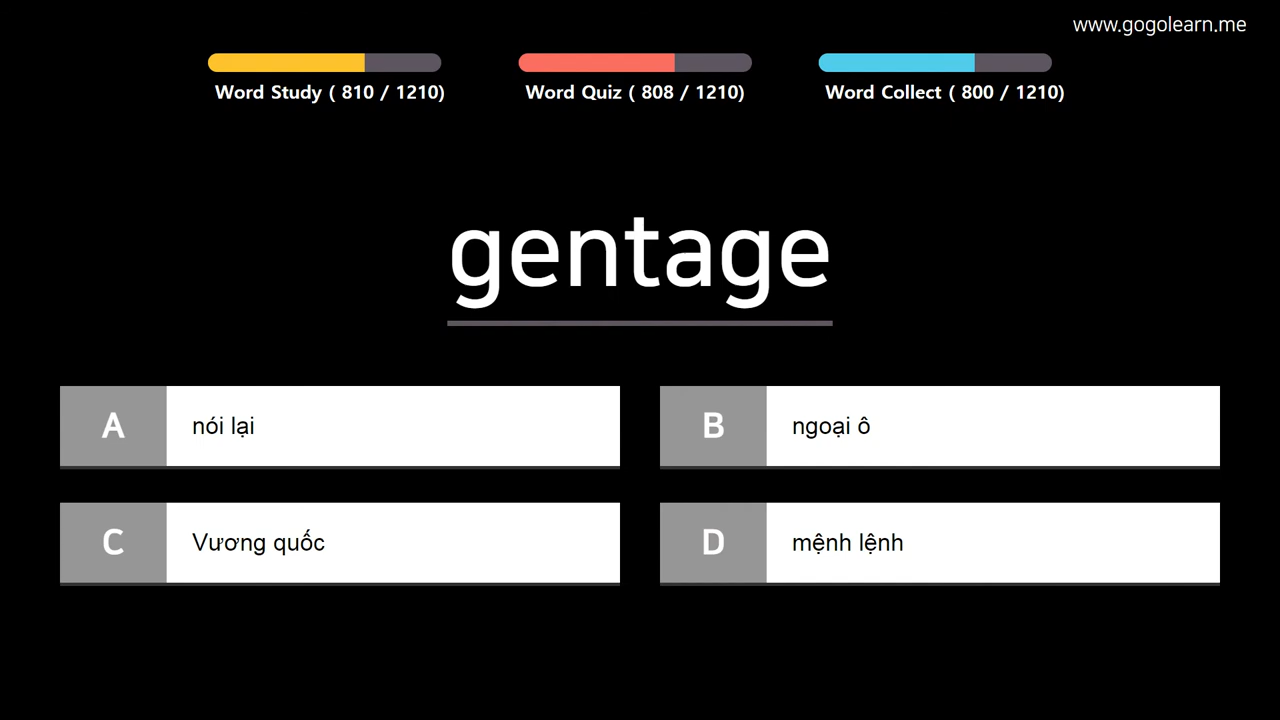 www.gogolearn.me
Word Study ( 810 / 1210)
Word Quiz ( 808 / 1210)
Word Collect ( 800 / 1210)
gentage
A
nói lại
B
ngoại ô
C
Vương quốc
D
mệnh lệnh